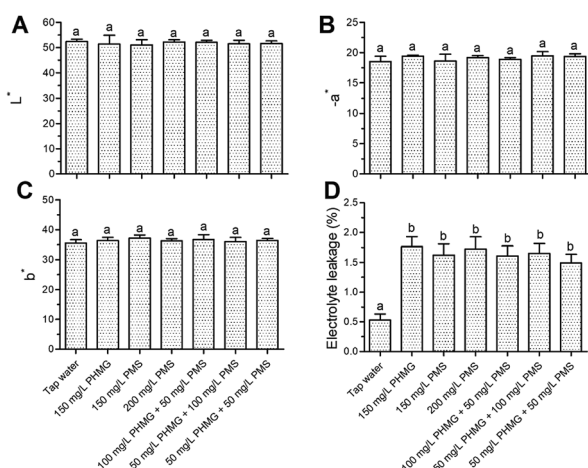 A
L*
60
50
40
30
20
10
0
a a a a a a a
B
-a*
25
20
15
10
5
0
a a a a a a a
C
b*
50
40
30
20
10
0
a a a a a a a
Tap water
150 mg/L PHMG
150 mg/L PMS
200 mg/L PMS
100 mg/L PHMG + 50 mg/L PMS
50 mg/L PHMG + 100 mg/L PMS
50 mg/L PHMG + 50 mg/L PMS
D
Electrolyte leakage (%)
2.5
2.0
1.5
1.0
0.5
0.0
a b b b b b b
Tap water
150 mg/L PHMG
150 mg/L PMS
200 mg/L PMS
100 mg/L PHMG + 50 mg/L PMS
50 mg/L PHMG + 100 mg/L PMS
50 mg/L PHMG + 50 mg/L PMS